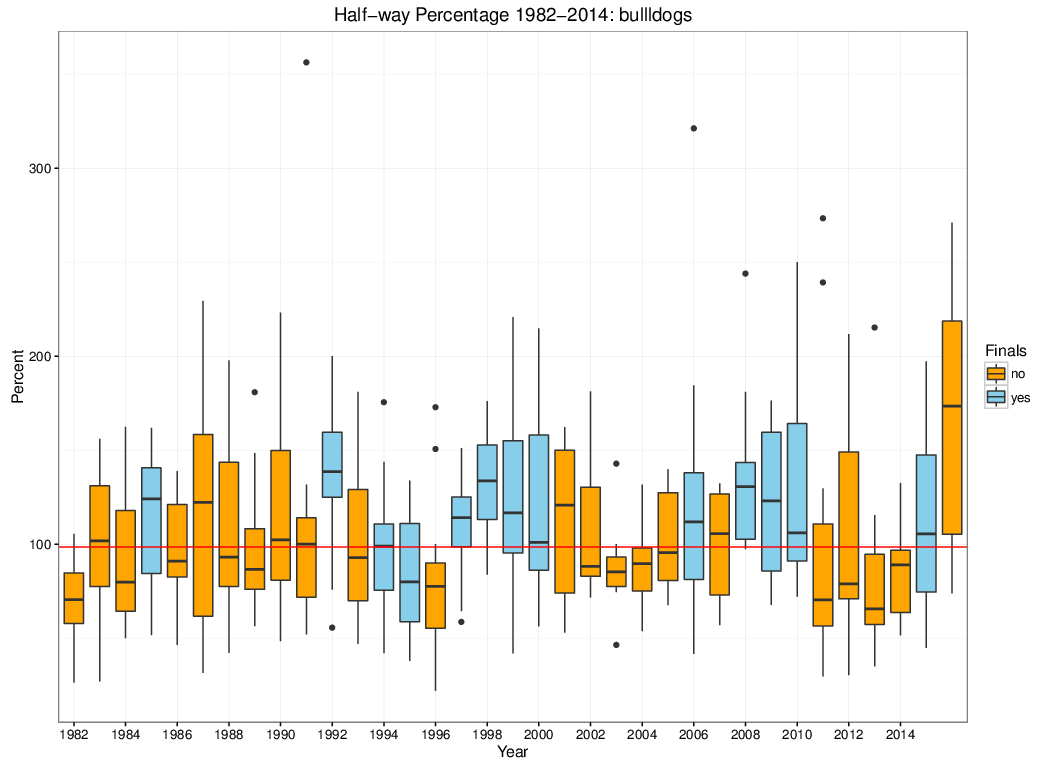 Half−way Percentage 1982−2014: bullldogs
Percent
300
200
100
1982 1984 1986 1988 1990 1992 1994 1996 1998 2000 2002 2004 2006 2008 2010 2012 2014
Year
Finals
no
yes